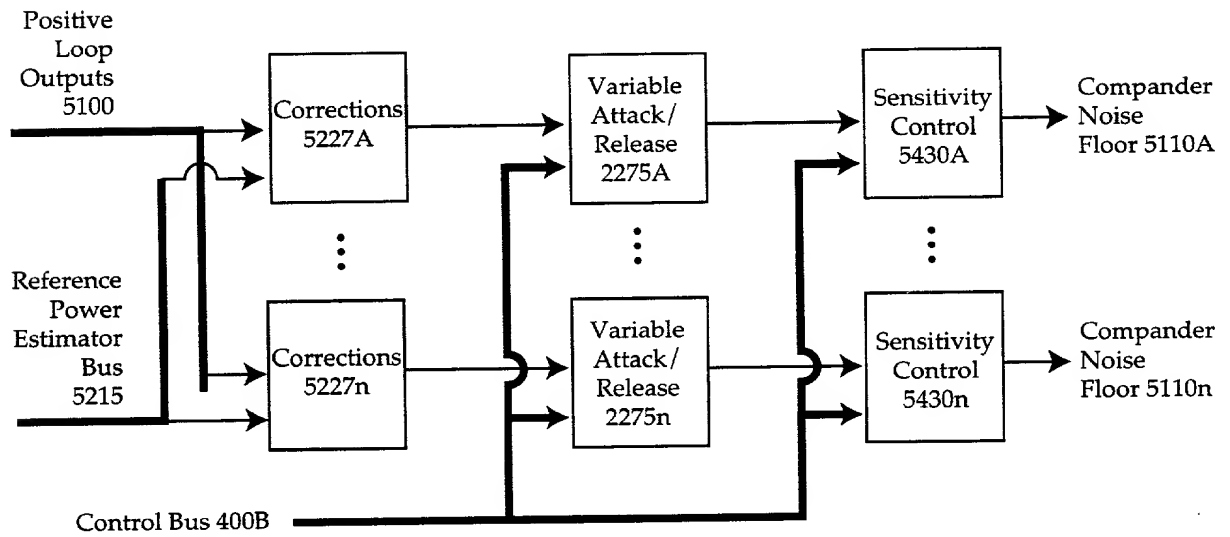 Positive
Loop
Outputs
5100
Corrections
5227A
Variable
Attack/
Release
2275A
Sensitivity
Control
5430A
Compander
Noise
Floor 5110A
Reference
Power
Estimator
Bus
5215
Corrections
5227n
Variable
Attack/
Release
2275n
Sensitivity
Control
5430n
Compander
Noise
Floor 5110n
Control Bus 400B